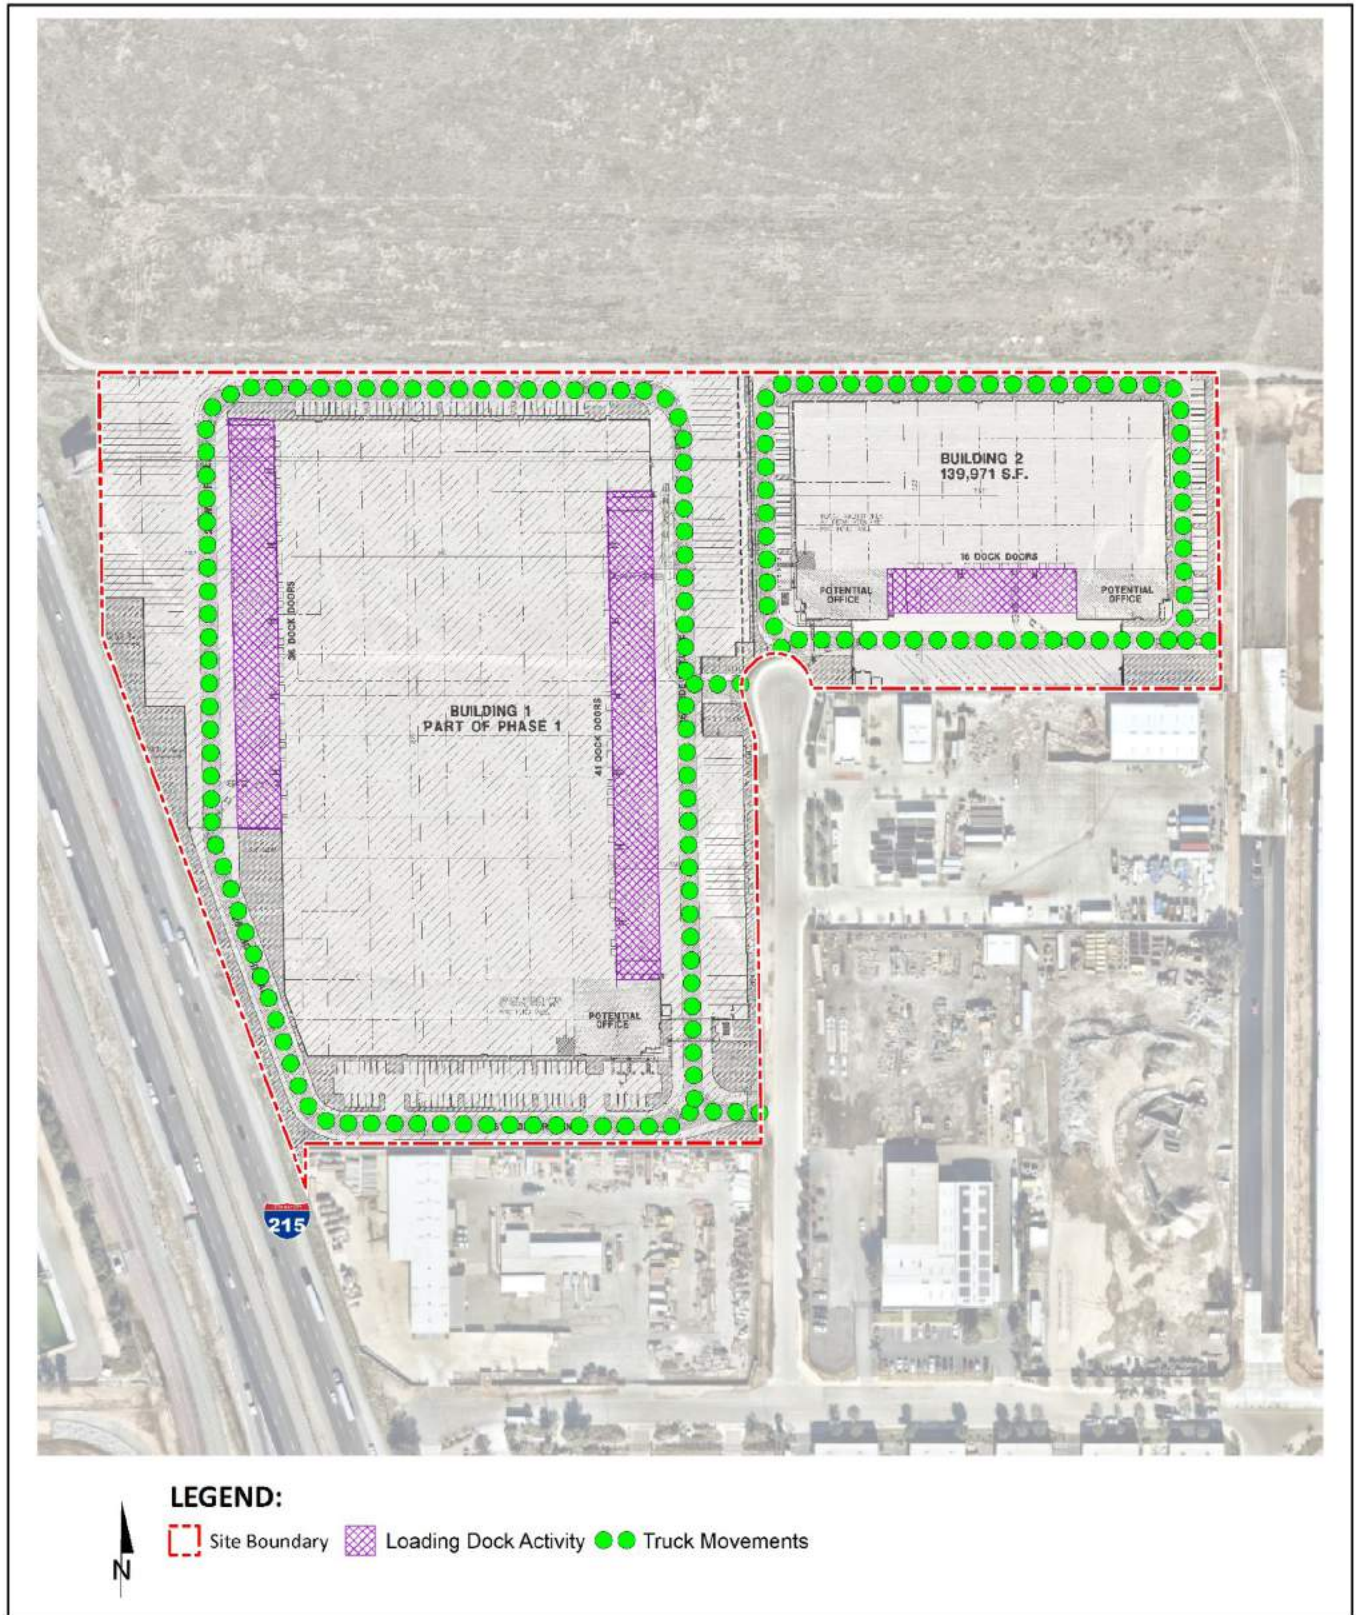 BUILDING 2
139,971 S.F.
16 DOCK DOORS
POTENTIAL
OFFICE
POTENTIAL
OFFICE
36 DOCK DOORS
BUILDING 1
PART OF PHASE 1
41 DOCK DOORS
POTENTIAL
OFFICE
215
LEGEND:
Site Boundary
Loading Dock Activity
Truck Movements
N